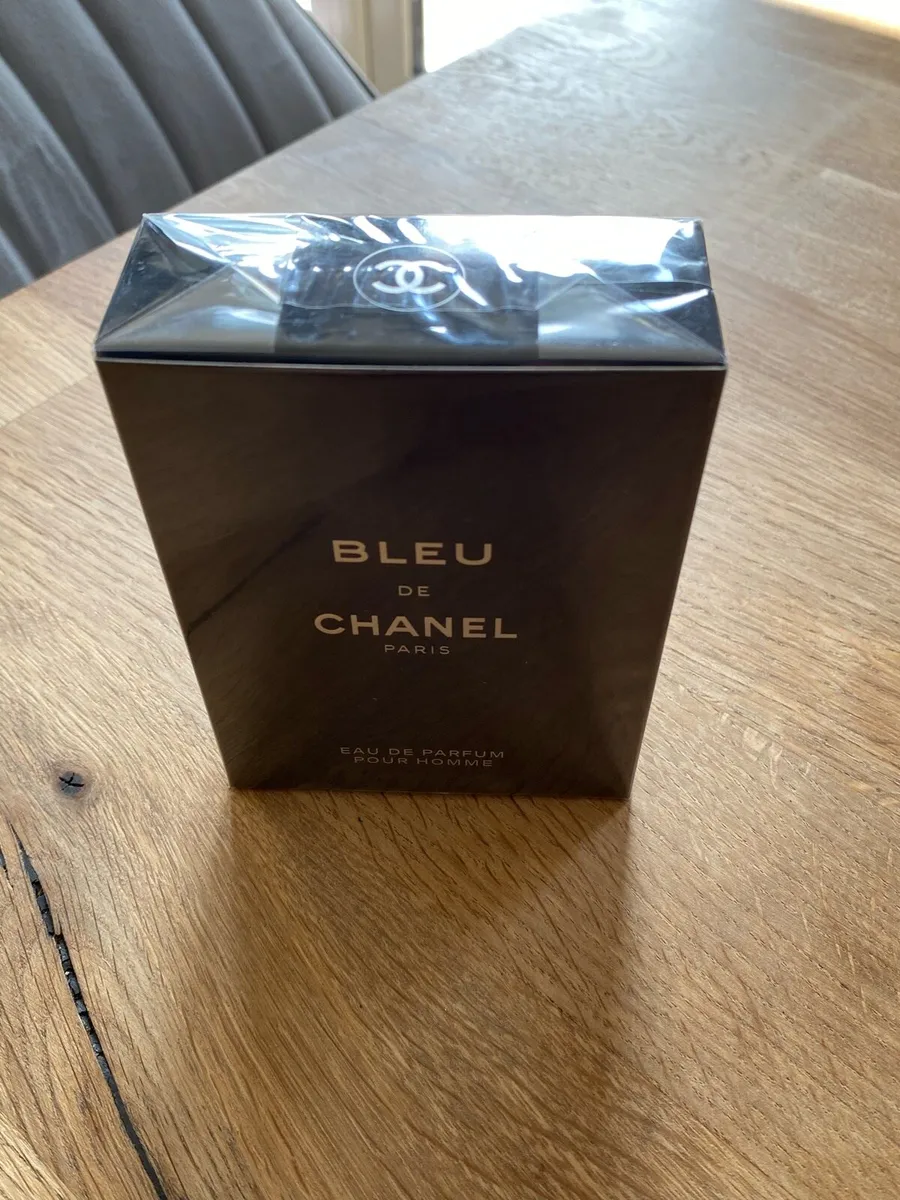 BLEU
DE
CHANEL
PARIS
EAU DE PARFUM
POUR HOMME